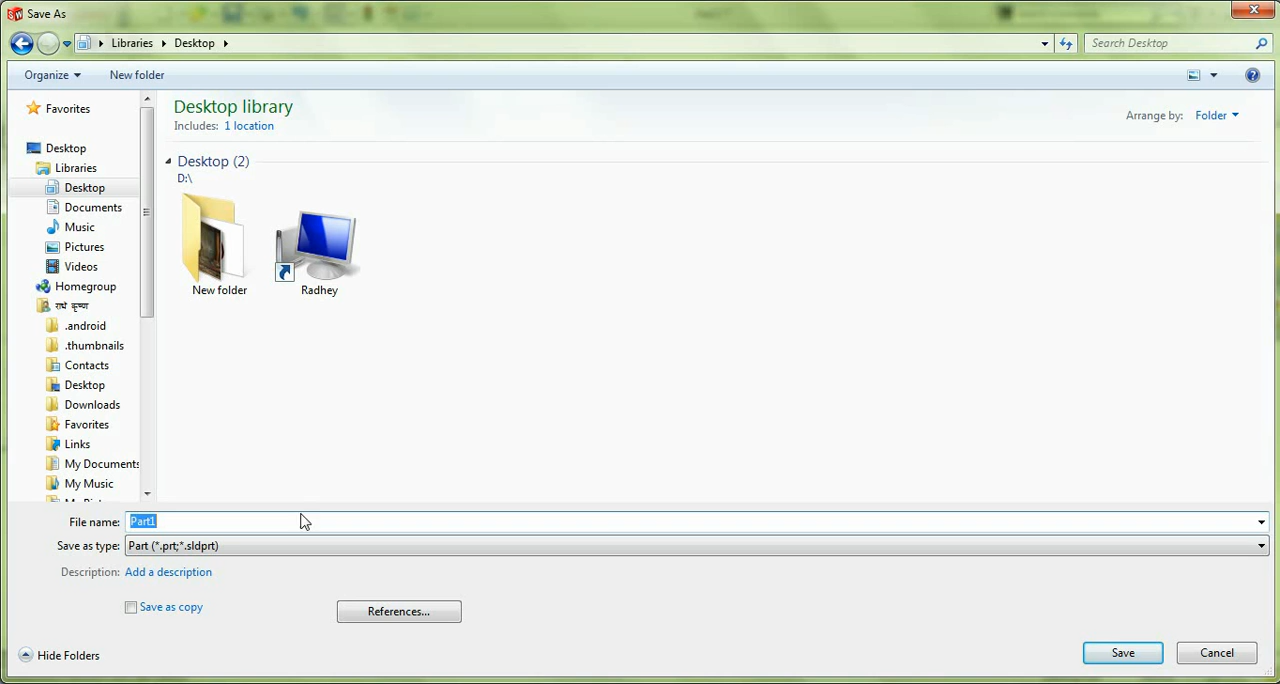 Save As
Libraries Desktop
Search Desktop
Organize New folder
Favorites
Desktop
Libraries
Desktop
Documents
Music
Pictures
Videos
Homegroup
राधे कृष्ण
.android
.thumbnails
Contacts
Desktop
Downloads
Favorites
Links
My Documents
My Music
Desktop library
Includes: 1 location
Arrange by: Folder
Desktop (2)
D:\
New folder
Radhey
File name: Part1
Save as type: Part (*.prt;*.sldprt)
Description: Add a description
Save as copy
References...
Hide Folders
Save
Cancel